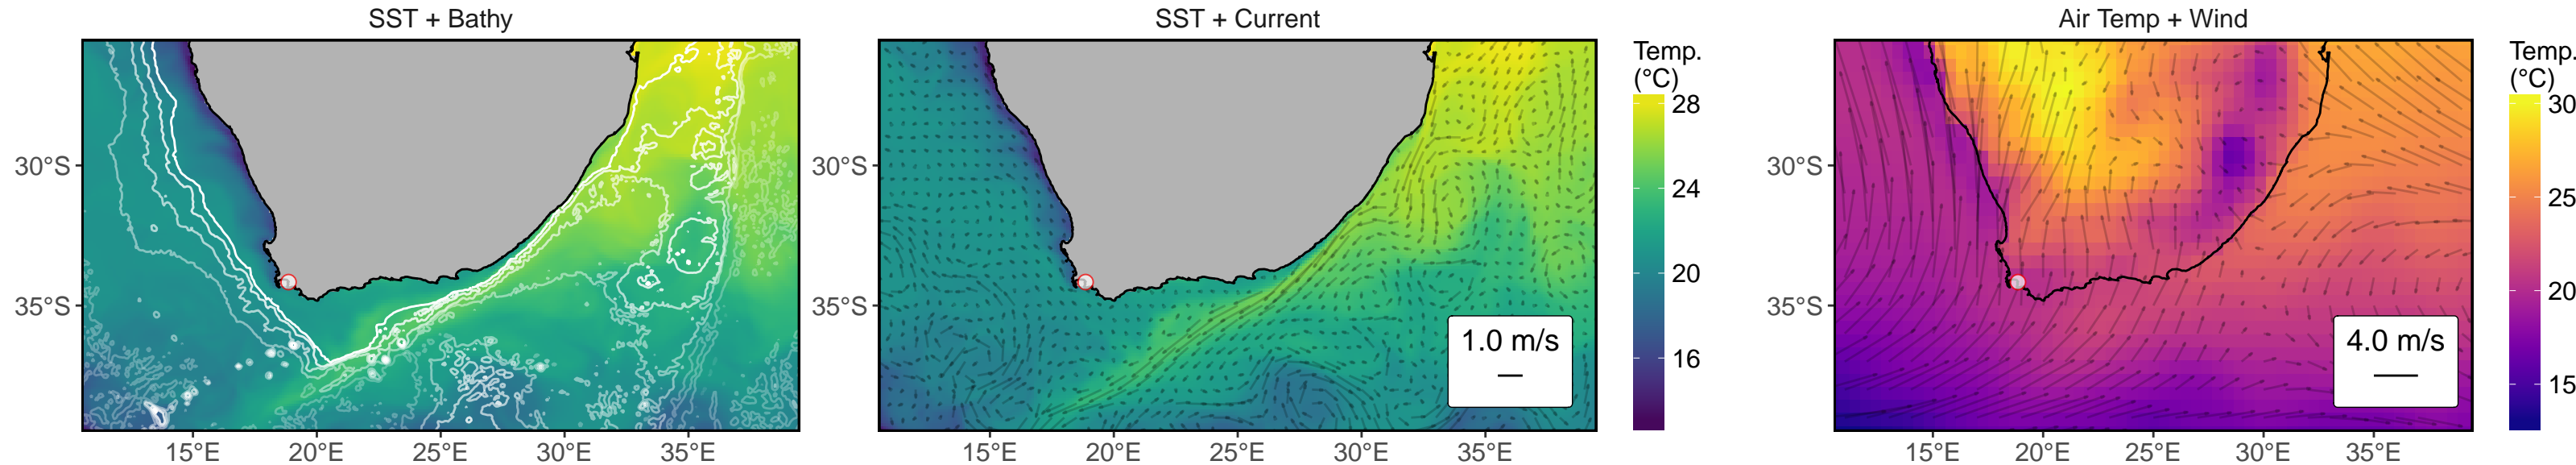 SST + Bathy
30°S
35°S
15°E 20°E 25°E 30°E 35°E
SST + Current
30°S
35°S
1.0 m/s
15°E 20°E 25°E 30°E 35°E
Temp.
(°C)
28
24
20
16
Air Temp + Wind
30°S
35°S
4.0 m/s
15°E 20°E 25°E 30°E 35°E
Temp.
(°C)
30
25
20
15